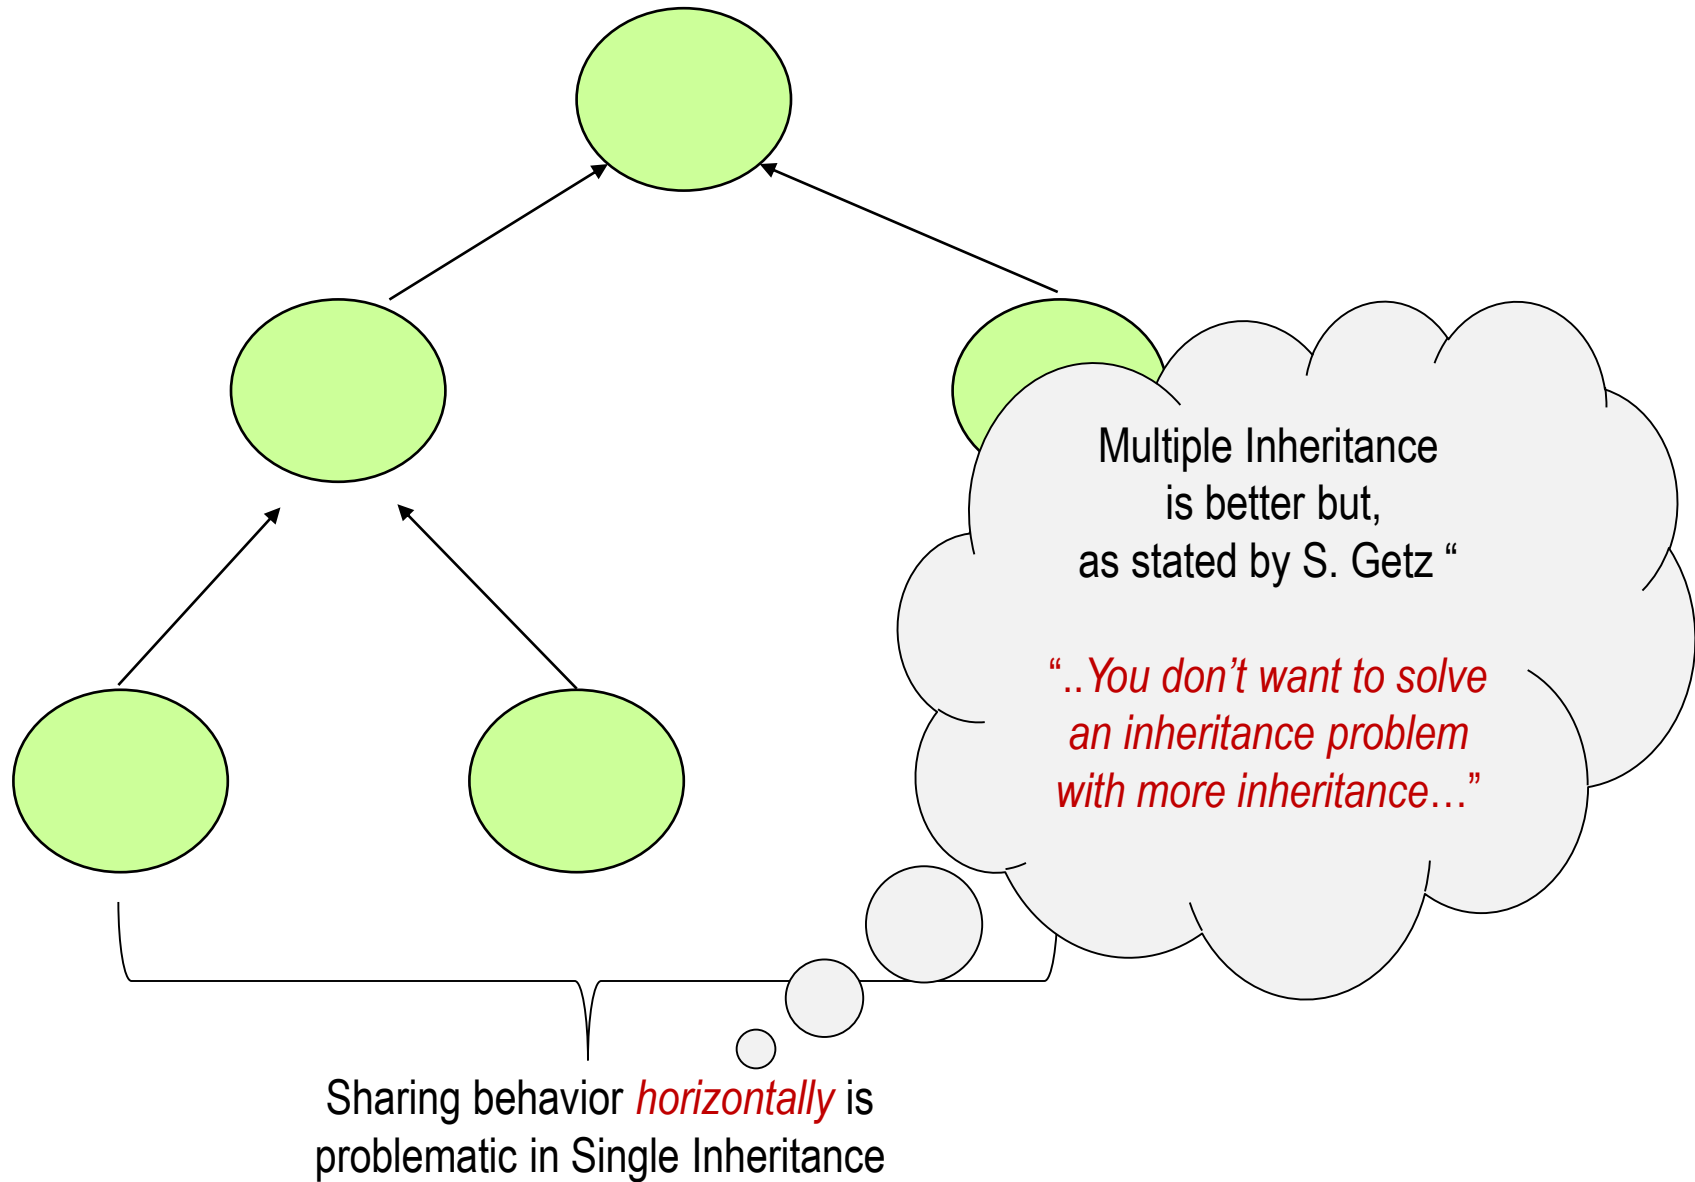 Multiple Inheritance
is better but,
as stated by S. Getz “
“..You don’t want to solve
an inheritance problem
with more inheritance…”
Sharing behavior horizontally is
problematic in Single Inheritance